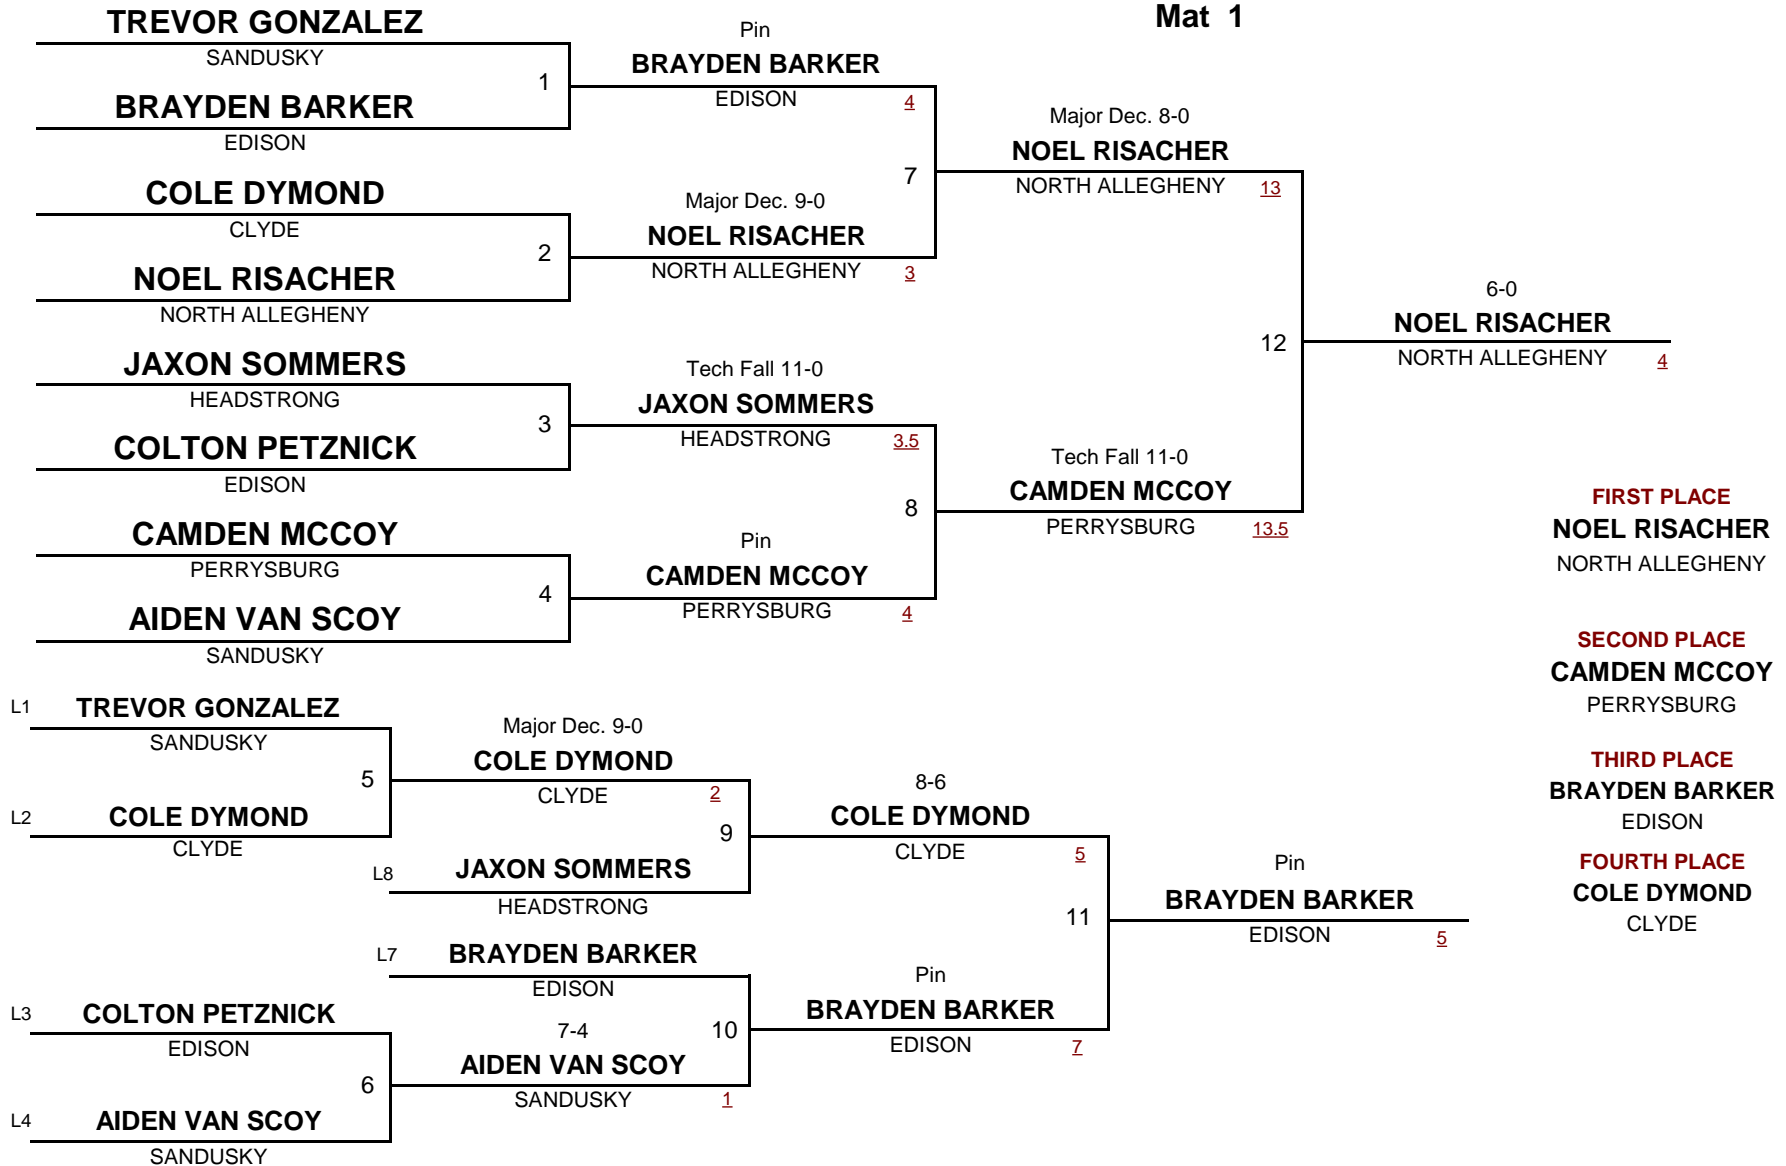 Mat 1
TREVOR GONZALEZ
SANDUSKY
1
BRAYDEN BARKER
EDISON
COLE DYMOND
CLYDE
2
NOEL RISACHER
NORTH ALLEGHENY
JAXON SOMMERS
HEADSTRONG
3
COLTON PETZNICK
EDISON
CAMDEN MCCOY
PERRYSBURG
4
AIDEN VAN SCOY
SANDUSKY
Pin
BRAYDEN BARKER
EDISON 4
7
Major Dec. 9-0
NOEL RISACHER
NORTH ALLEGHENY 3
Tech Fall 11-0
JAXON SOMMERS
HEADSTRONG 3.5
8
Pin
CAMDEN MCCOY
PERRYSBURG 4
Major Dec. 8-0
NOEL RISACHER
NORTH ALLEGHENY 13
12
Tech Fall 11-0
CAMDEN MCCOY
PERRYSBURG 13.5
6-0
NOEL RISACHER
NORTH ALLEGHENY 4
FIRST PLACE
NOEL RISACHER
NORTH ALLEGHENY
SECOND PLACE
CAMDEN MCCOY
PERRYSBURG
THIRD PLACE
BRAYDEN BARKER
EDISON
FOURTH PLACE
COLE DYMOND
CLYDE
L1 TREVOR GONZALEZ
SANDUSKY
5
L2 COLE DYMOND
CLYDE
L3 COLTON PETZNICK
EDISON
6
L4 AIDEN VAN SCOY
SANDUSKY
Major Dec. 9-0
COLE DYMOND
CLYDE 2
9
L8 JAXON SOMMERS
HEADSTRONG
L7 BRAYDEN BARKER
EDISON
10
7-4
AIDEN VAN SCOY
SANDUSKY 1
8-6
COLE DYMOND
CLYDE 5
11
Pin
BRAYDEN BARKER
EDISON 7
Pin
BRAYDEN BARKER
EDISON 5